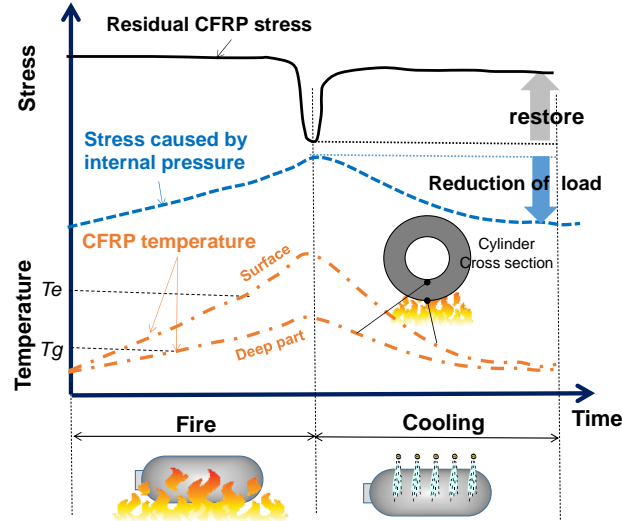 Residual CFRP stress
Stress
restore
Stress caused by
internal pressure
Reduction of load
CFRP temperature
Surface
Cylinder
Cross section
Te
Temperature
Tg
Deep part
Time
Fire
Cooling